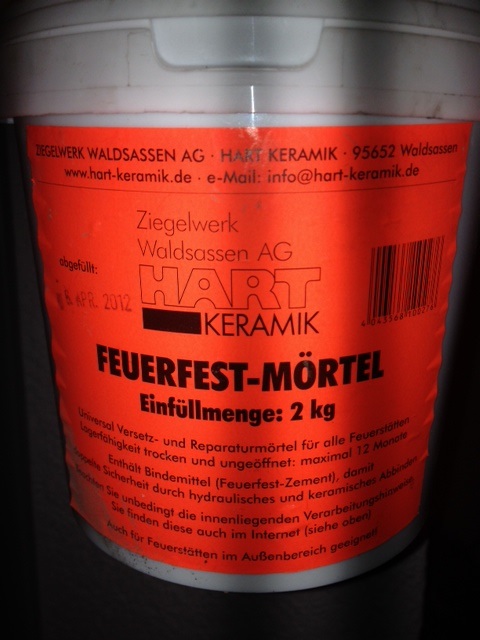 ZIEGELWERK WALDSASSEN AG · HART KERAMIK · 95652 Waldsassen
www.hart-keramik.de · e-Mail: info@hart-keramik.de
Ziegelwerk
Waldsassen AG
HART
KERAMIK
abgefüllt:
APR. 2012
FEUERFEST-MÖRTEL
Einfüllmenge: 2 kg
Universal Versetz- und Reparaturmörtel für alle Feuerstätten
Lagerfähigkeit trocken und ungeöffnet: maximal 12 Monate
Enthält Bindemittel (Feuerfest-Zement), damit
doppelte Sicherheit durch hydraulisches und keramisches Abbinden
Sie unbedingt die innenliegenden Verarbeitungshinweise
Sie finden diese auch im Internet (siehe oben)
Auch für Feuerstätten im Außenbereich geeignet!